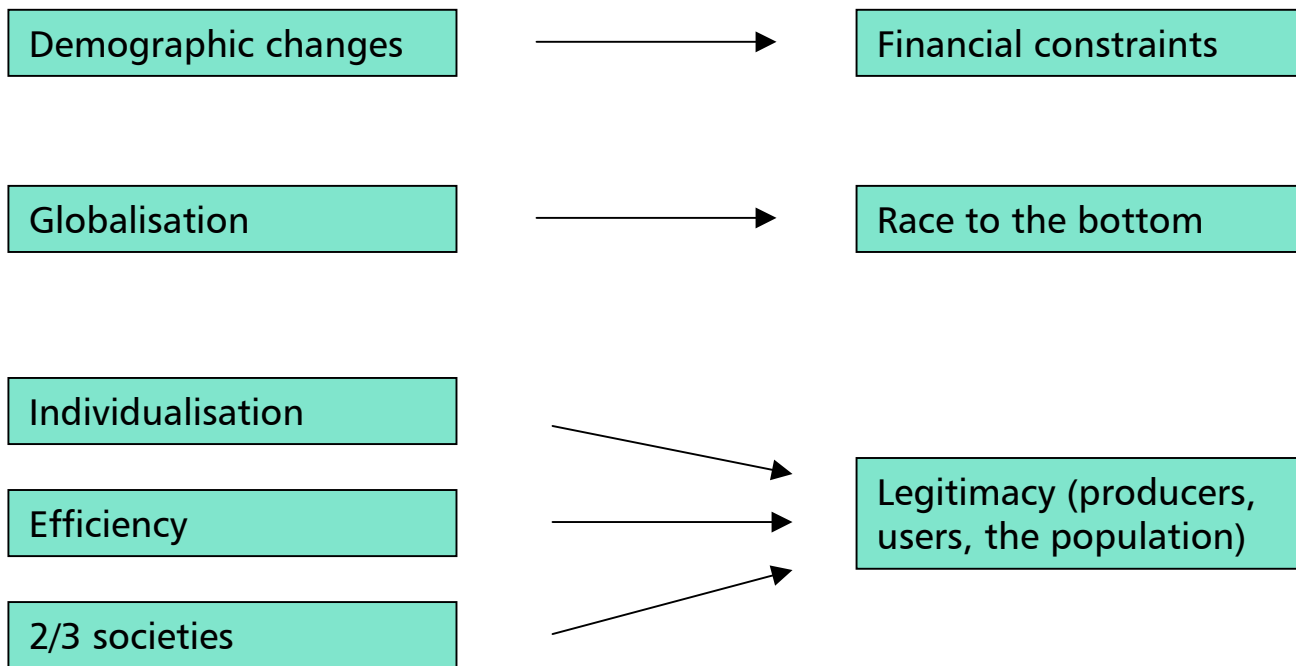 Demographic changes
Financial constraints
Globalisation
Race to the bottom
Individualisation
Efficiency
2/3 societies
Legitimacy (producers,
users, the population)